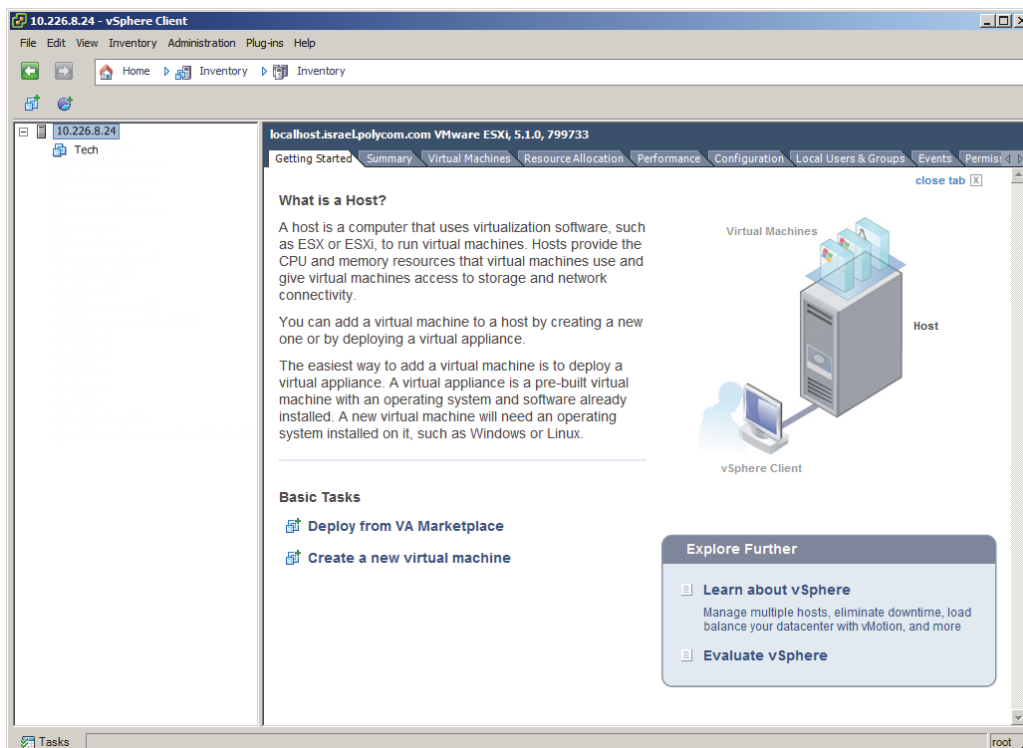 10.226.8.24 - vSphere Client
File Edit View Inventory Administration Plug-ins Help
Home Inventory Inventory
10.226.8.24
Tech
localhost.israel.polycom.com VMware ESXi, 5.1.0, 799733
Getting Started Summary Virtual Machines Resource Allocation Performance Configuration Local Users & Groups Events Permis
close tab X
What is a Host?
A host is a computer that uses virtualization software, such
as ESX or ESXi, to run virtual machines. Hosts provide the
CPU and memory resources that virtual machines use and
give virtual machines access to storage and network
connectivity.
You can add a virtual machine to a host by creating a new
one or by deploying a virtual appliance.
The easiest way to add a virtual machine is to deploy a
virtual appliance. A virtual appliance is a pre-built virtual
machine with an operating system and software already
installed. A new virtual machine will need an operating
system installed on it, such as Windows or Linux.
Virtual Machines
Host
vSphere Client
Basic Tasks
Deploy from VA Marketplace
Create a new virtual machine
Explore Further
Learn about vSphere
Manage multiple hosts, eliminate downtime, load
balance your datacenter with vMotion, and more
Evaluate vSphere
Tasks
root